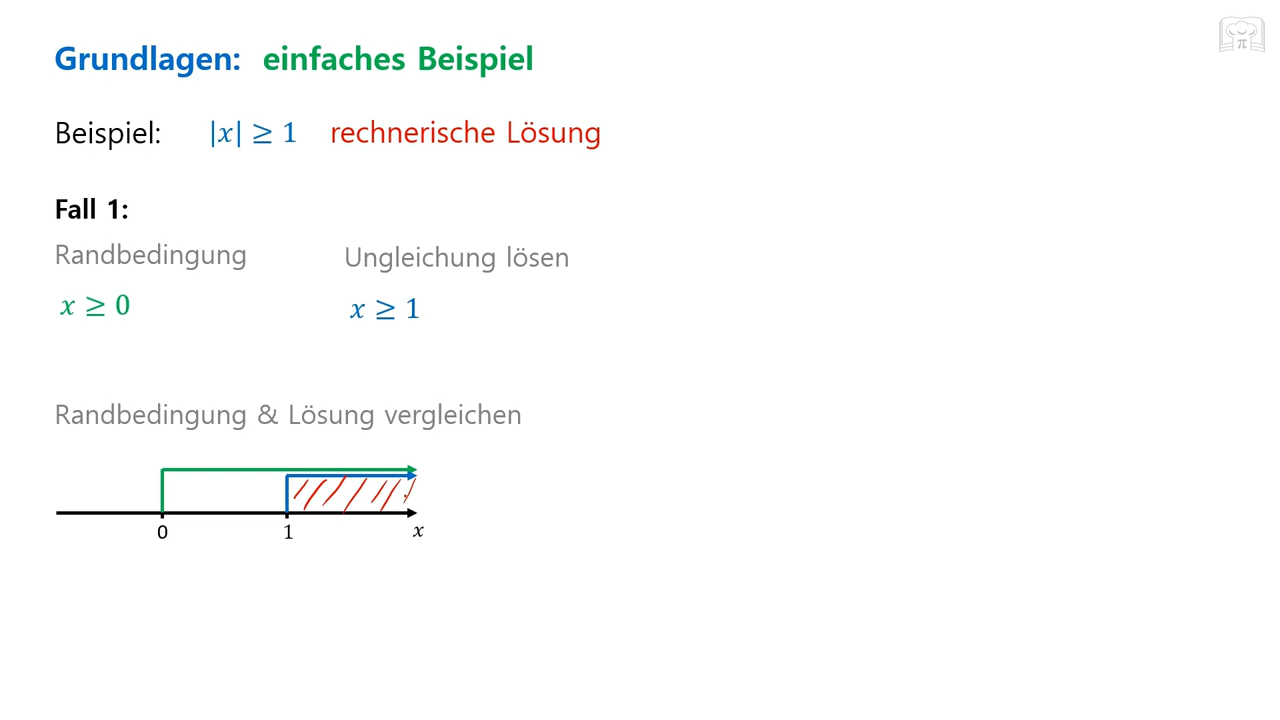 Grundlagen: einfaches Beispiel
Beispiel: |x| ≥ 1 rechnerische Lösung
Fall 1:
Randbedingung Ungleichung lösen
x ≥ 0 x ≥ 1
Randbedingung & Lösung vergleichen
0 1 x
π